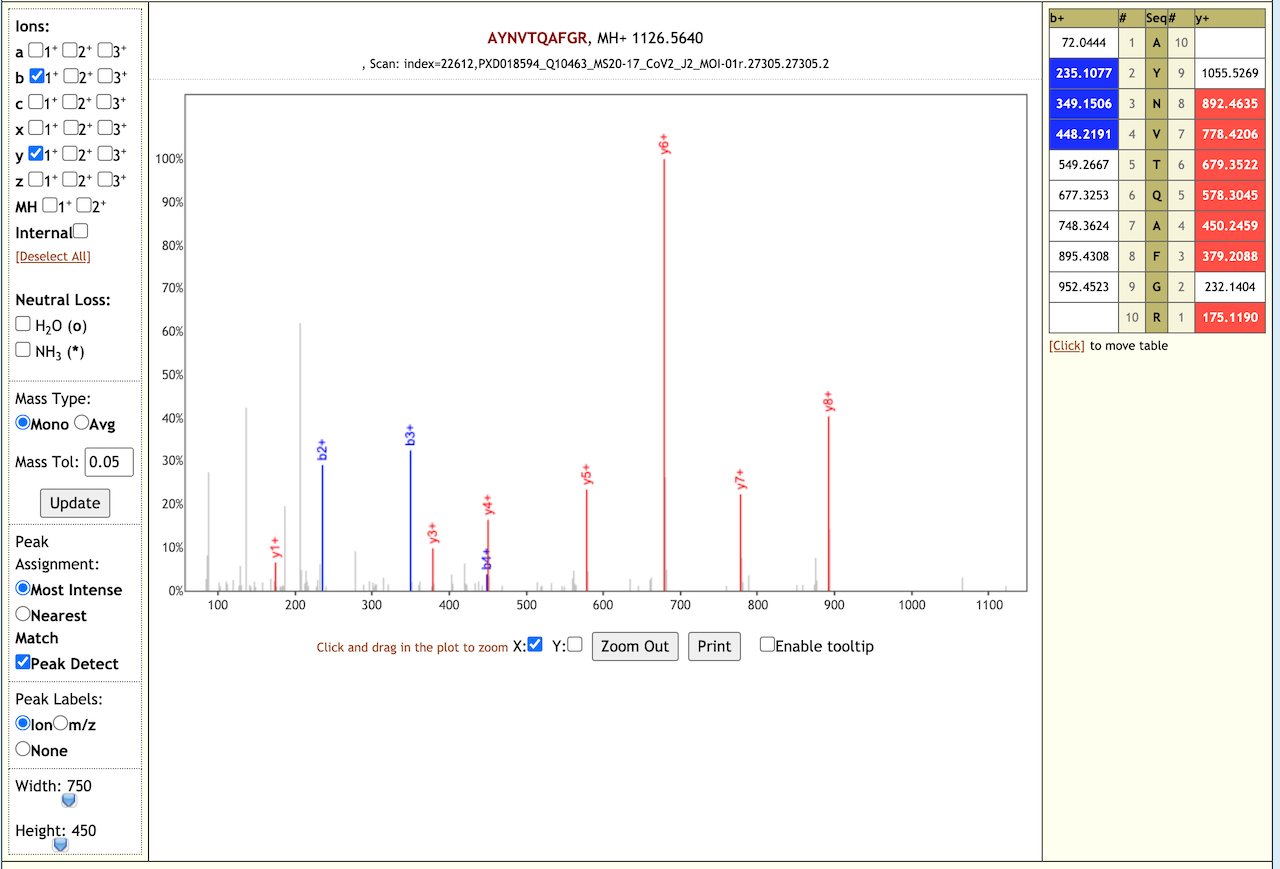 Ions:
a 1+ 2+ 3+
b 1+ 2+ 3+
c 1+ 2+ 3+
x 1+ 2+ 3+
y 1+ 2+ 3+
z 1+ 2+ 3+
MH 1+ 2+
Internal
[Deselect All]
Neutral Loss:
H2O (o)
NH3 (*)
Mass Type:
Mono Avg
Mass Tol: 0.05
Update
Peak
Assignment:
Most Intense
Nearest
Match
Peak Detect
Peak Labels:
Ion m/z
None
Width: 750
Height: 450
AYNVTQAFGR, MH+ 1126.5640
, Scan: index=22612,PXD018594_Q10463_MS20-17_CoV2_J2_MOI-01r.27305.27305.2
100%
90%
80%
70%
60%
50%
40%
30%
20%
10%
0%
y1+
b2+
b3+
y3+
b4+
y4+
y5+
y6+
y7+
y8+
100 200 300 400 500 600 700 800 900 1000 1100
Click and drag in the plot to zoom X: Y: Zoom Out Print Enable tooltip
b+ # Seq # y+
72.0444 1 A 10
235.1077 2 Y 9 1055.5269
349.1506 3 N 8 892.4635
448.2191 4 V 7 778.4206
549.2667 5 T 6 679.3522
677.3253 6 Q 5 578.3045
748.3624 7 A 4 450.2459
895.4308 8 F 3 379.2088
952.4523 9 G 2 232.1404
10 R 1 175.1190
[Click] to move table